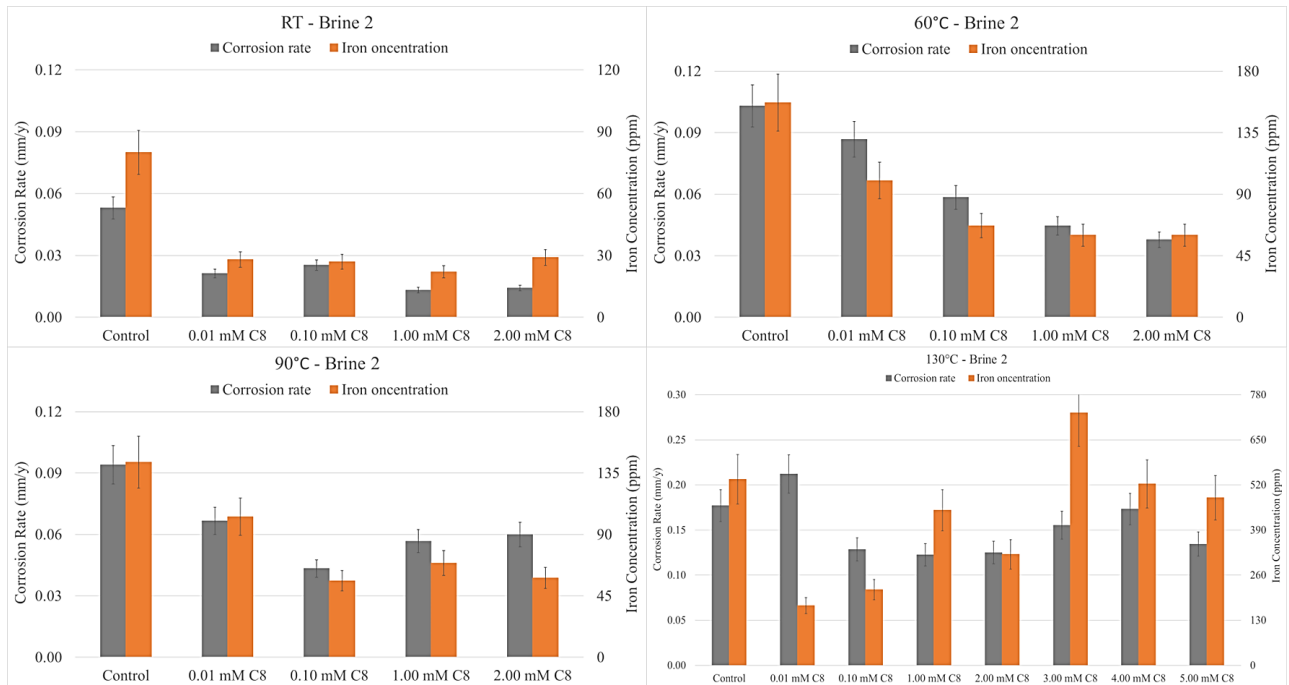 RT - Brine 2
Corrosion rate Iron oncentration
Corrosion Rate (mm/y)
0.12
0.09
0.06
0.03
0.00
120
90
60
30
0
Iron Concentration (ppm)
Control 0.01 mM C8 0.10 mM C8 1.00 mM C8 2.00 mM C8
60°C - Brine 2
Corrosion rate Iron oncentration
Corrosion Rate (mm/y)
0.12
0.09
0.06
0.03
0.00
180
135
90
45
0
Iron Concentration (ppm)
Control 0.01 mM C8 0.10 mM C8 1.00 mM C8 2.00 mM C8
90°C - Brine 2
Corrosion rate Iron oncentration
Corrosion Rate (mm/y)
0.12
0.09
0.06
0.03
0.00
180
135
90
45
0
Iron Concentration (ppm)
Control 0.01 mM C8 0.10 mM C8 1.00 mM C8 2.00 mM C8
130°C - Brine 2
Corrosion rate Iron oncentration
Corrosion Rate (mm/y)
0.30
0.25
0.20
0.15
0.10
0.05
0.00
780
650
520
390
260
130
0
Iron Concentration (ppm)
Control 0.01 mM C8 0.10 mM C8 1.00 mM C8 2.00 mM C8 3.00 mM C8 4.00 mM C8 5.00 mM C8